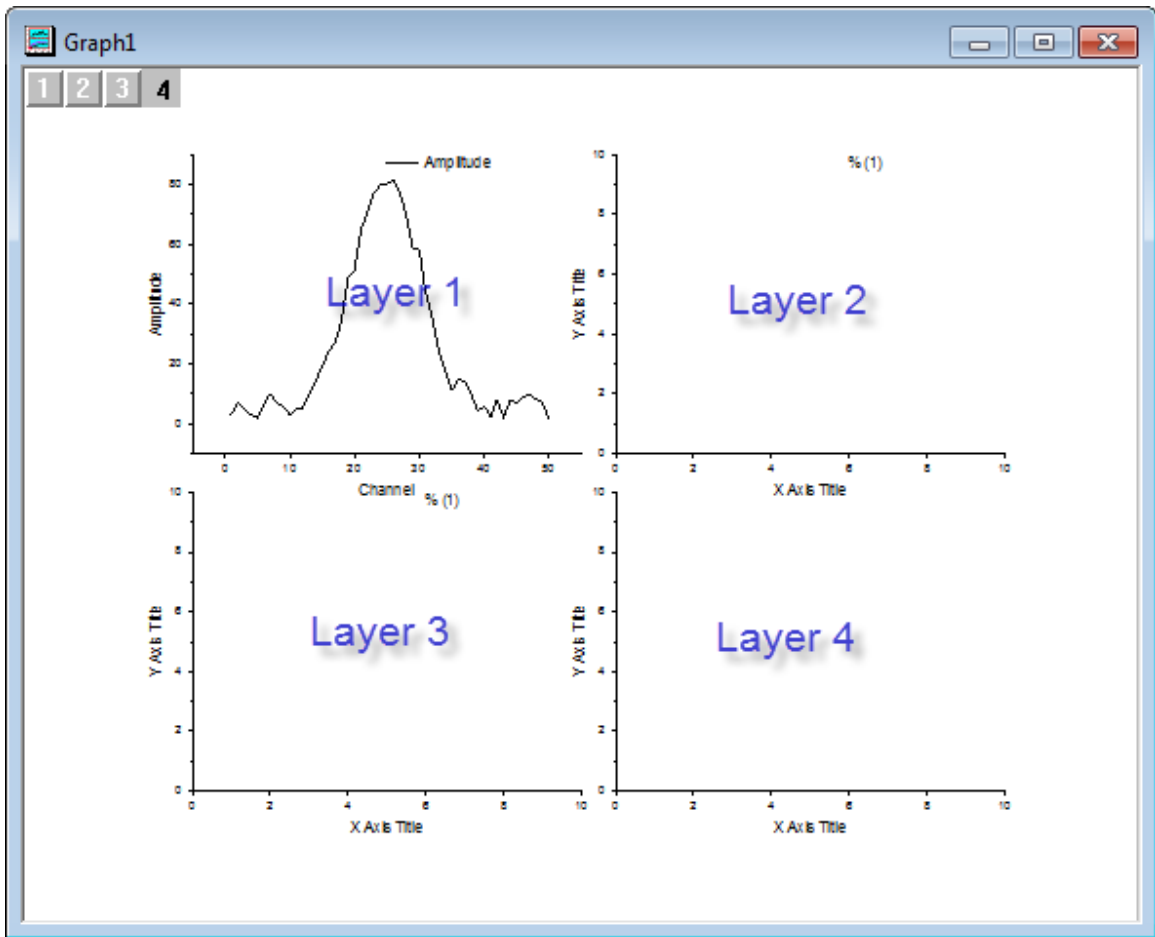 Graph1
1 2 3 4
Amplitude
80
60
40
20
0
Amplitude
Layer 1
0 10 20 30 40 50
Channel
% (1)
10
8
6
4
2
0
Y Axis Title
Layer 2
0 2 4 6 8 10
X Axis Title
% (1)
10
8
6
4
2
0
Y Axis Title
Layer 3
0 2 4 6 8 10
X Axis Title
10
8
6
4
2
0
Y Axis Title
Layer 4
0 2 4 6 8 10
X Axis Title